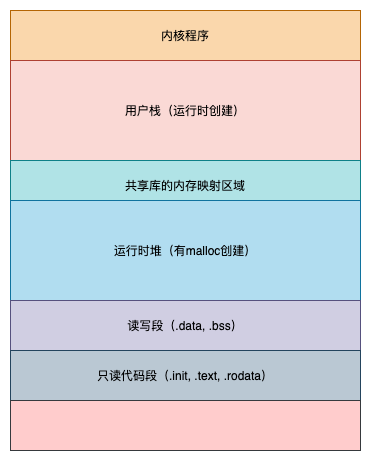 内核程序
用户栈（运行时创建）
共享库的内存映射区域
运行时堆（有malloc创建）
读写段（.data, .bss）
只读代码段（.init, .text, .rodata）